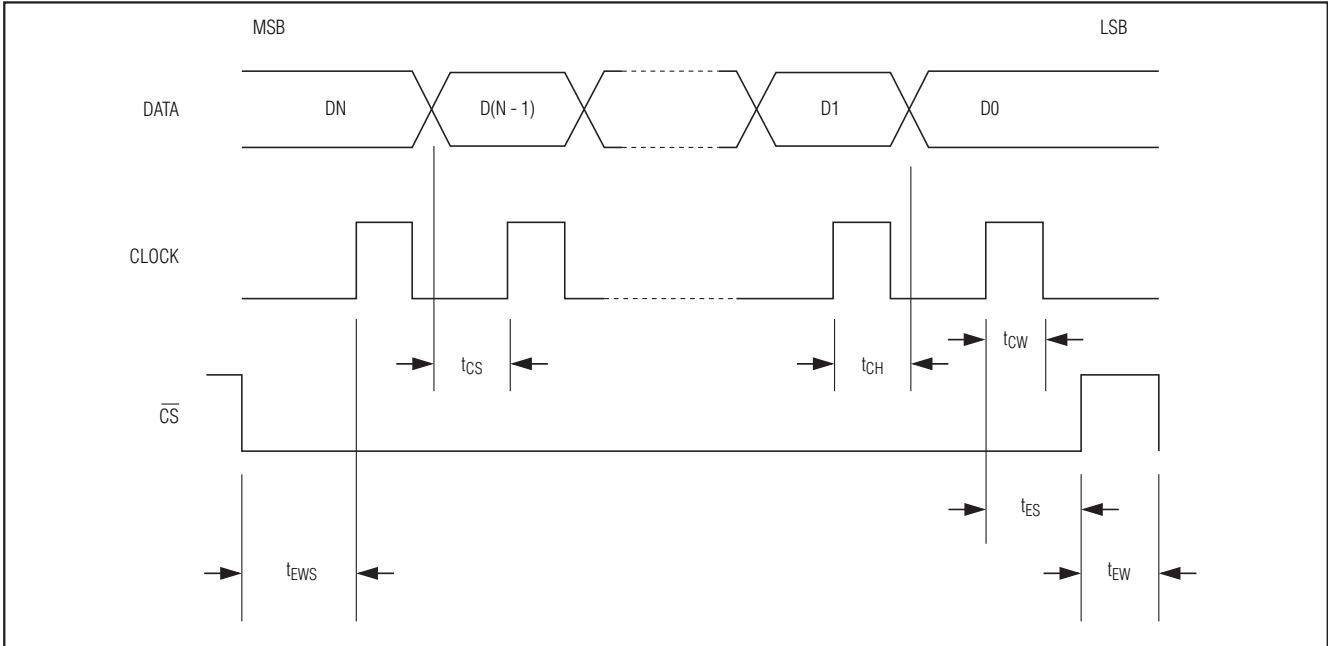 MSB LSB
DATA DN D(N - 1) D1 D0
CLOCK
tCW
tCS tCH
CS
tES
tEWS tEW